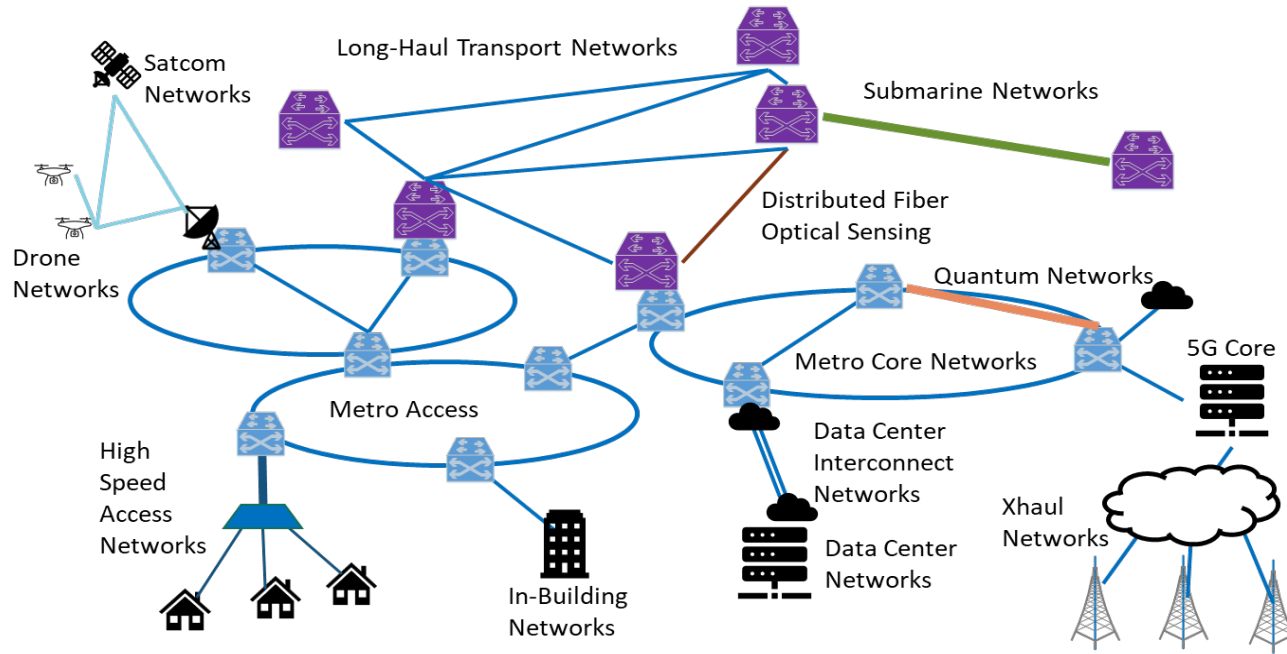 Long-Haul Transport Networks
Satcom
Networks
Submarine Networks
Distributed Fiber
Optical Sensing
Drone
Networks
Quantum Networks
5G Core
Metro Core Networks
Metro Access
High
Speed
Access
Networks
Data Center
Interconnect
Networks
Xhaul
Networks
Data Center
Networks
In-Building
Networks